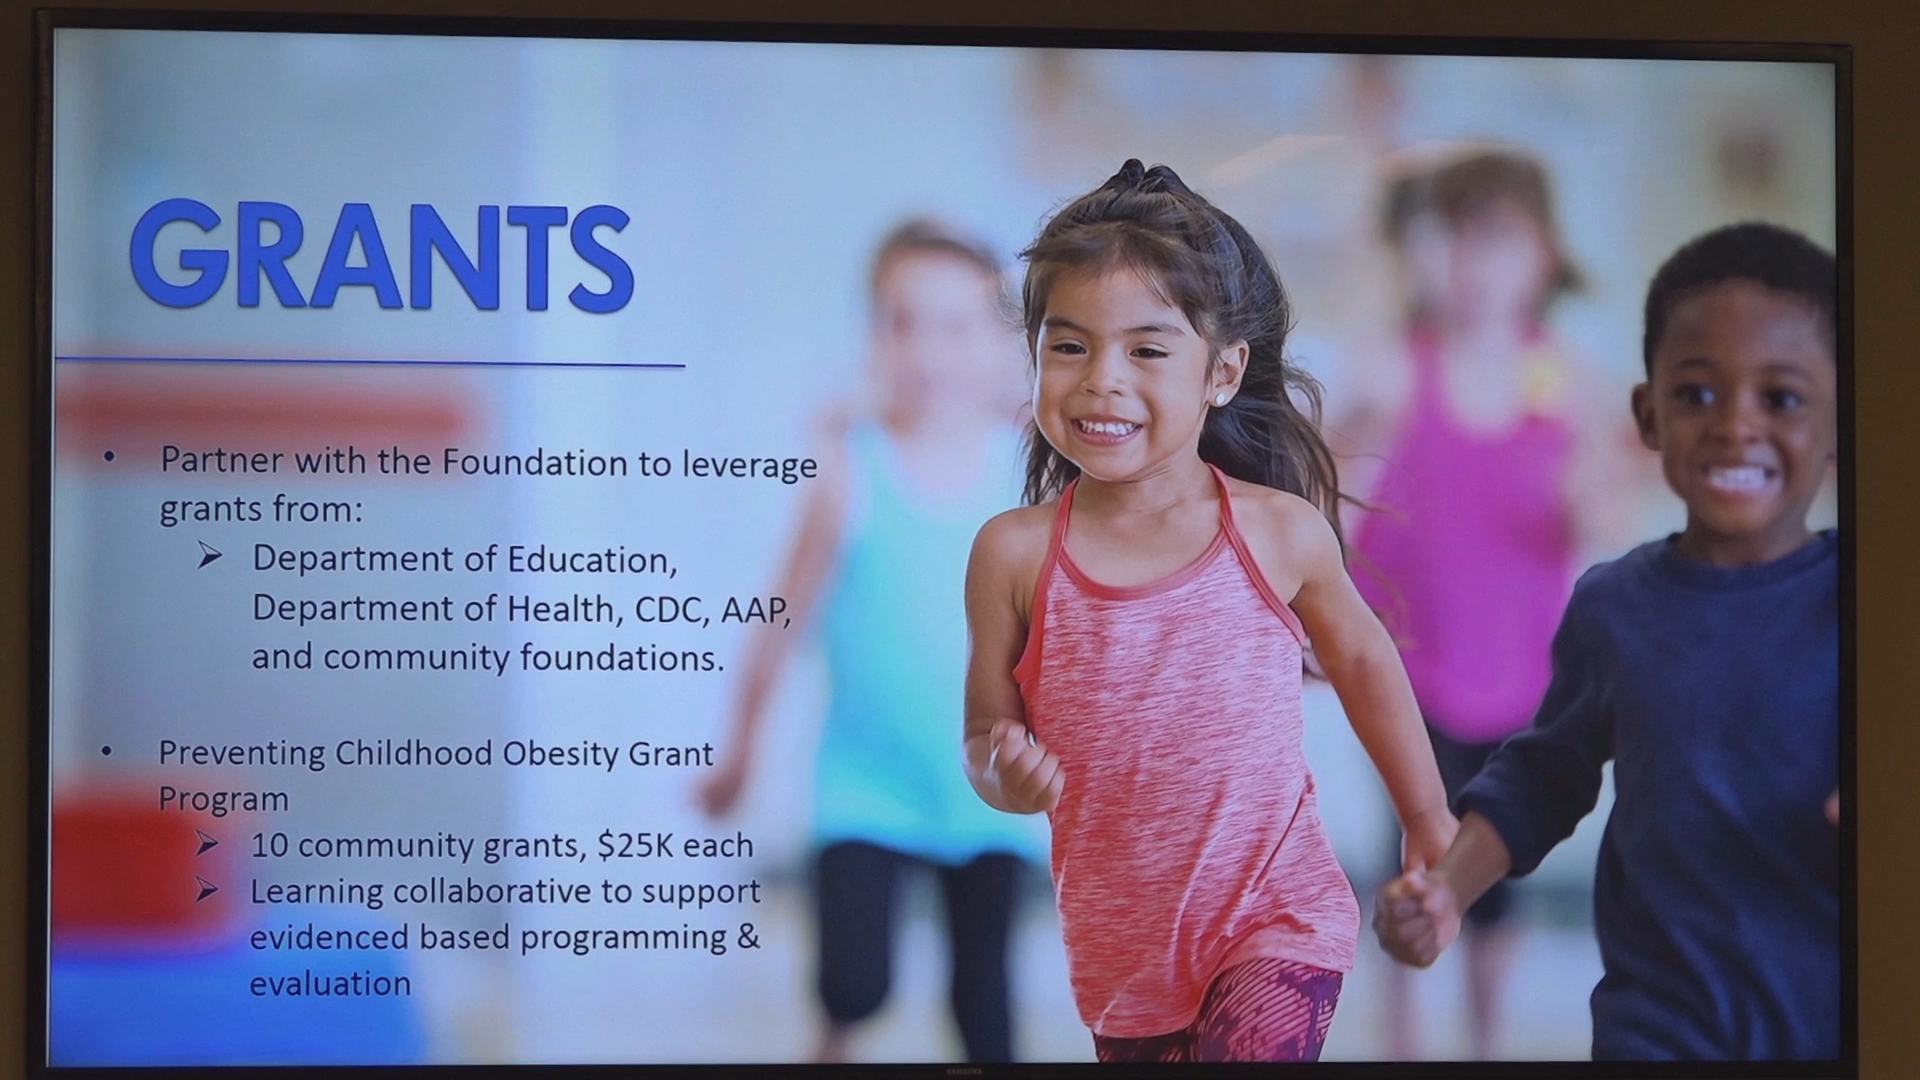 GRANTS
• Partner with the Foundation to leverage
grants from:
➢ Department of Education,
Department of Health, CDC, AAP,
and community foundations.
• Preventing Childhood Obesity Grant
Program
➢ 10 community grants, $25K each
➢ Learning collaborative to support
evidenced based programming &
evaluation
SAMSUNG